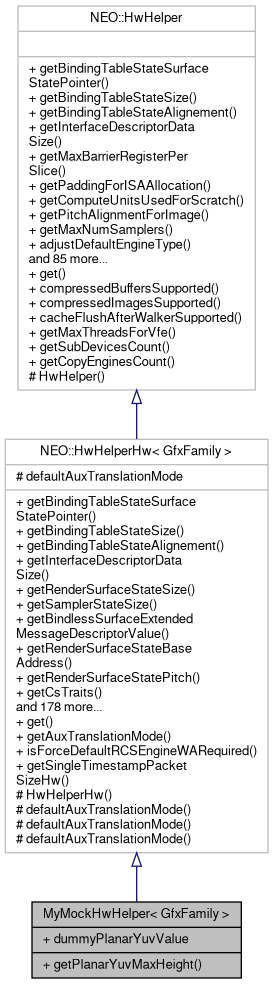 NEO::HwHelper
+ getBindingTableStateSurface
StatePointer()
+ getBindingTableStateSize()
+ getBindingTableStateAlignement()
+ getInterfaceDescriptorData
Size()
+ getMaxBarrierRegisterPer
Slice()
+ getPaddingForISAAllocation()
+ getComputeUnitsUsedForScratch()
+ getPitchAlignmentForImage()
+ getMaxNumSamplers()
+ adjustDefaultEngineType()
and 85 more...
+ get()
+ compressedBuffersSupported()
+ compressedImagesSupported()
+ cacheFlushAfterWalkerSupported()
+ getMaxThreadsForVfe()
+ getSubDevicesCount()
+ getCopyEnginesCount()
# HwHelper()
NEO::HwHelperHw< GfxFamily >
# defaultAuxTranslationMode
+ getBindingTableStateSurface
StatePointer()
+ getBindingTableStateSize()
+ getBindingTableStateAlignement()
+ getInterfaceDescriptorData
Size()
+ getRenderSurfaceStateSize()
+ getSamplerStateSize()
+ getBindlessSurfaceExtended
MessageDescriptorValue()
+ getRenderSurfaceStateBase
Address()
+ getRenderSurfaceStatePitch()
+ getCsTraits()
and 178 more...
+ get()
+ getAuxTranslationMode()
+ isForceDefaultRCSEngineWARequired()
+ getSingleTimestampPacket
SizeHw()
# HwHelperHw()
# defaultAuxTranslationMode()
# defaultAuxTranslationMode()
# defaultAuxTranslationMode()
MyMockHwHelper< GfxFamily >
+ dummyPlanarYuvValue
+ getPlanarYuvMaxHeight()